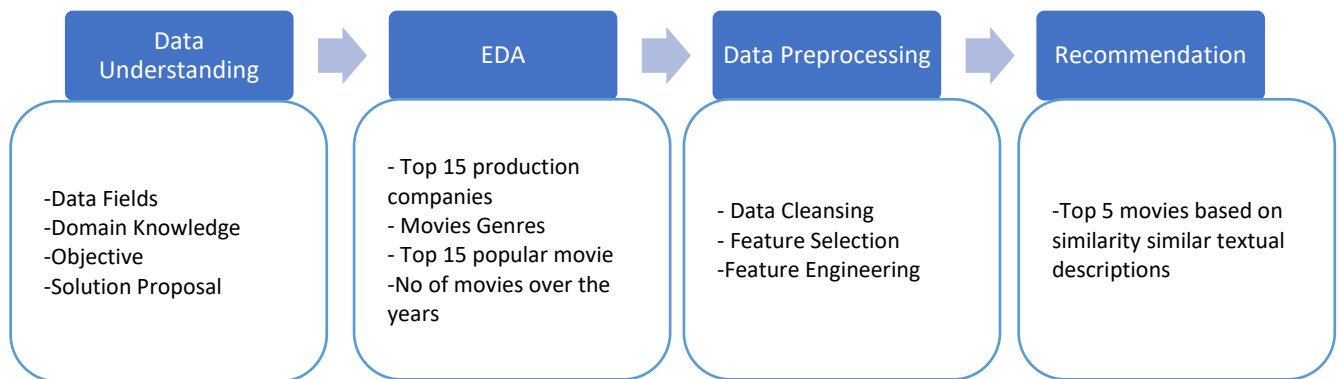 Data
Understanding
EDA
Data Preprocessing
Recommendation
-Data Fields
-Domain Knowledge
-Objective
-Solution Proposal
- Top 15 production
companies
- Movies Genres
- Top 15 popular movie
-No of movies over the
years
- Data Cleansing
- Feature Selection
-Feature Engineering
-Top 5 movies based on
similarity similar textual
descriptions